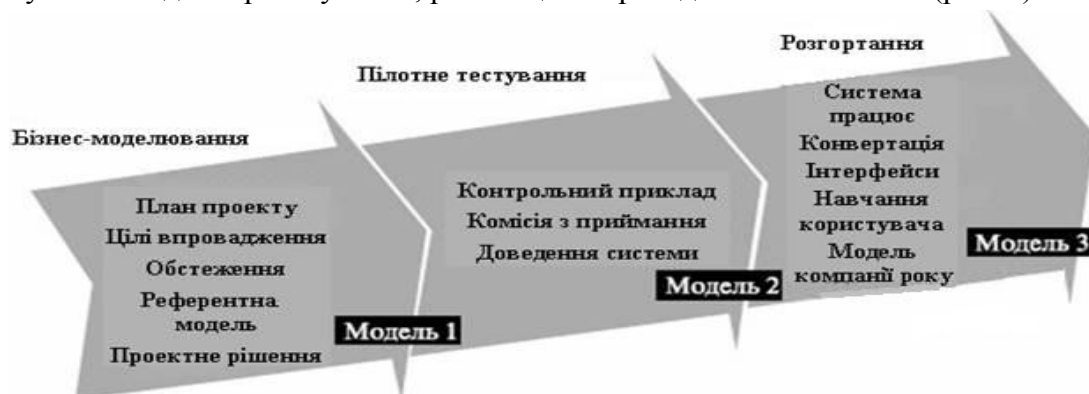 Бізнес-моделювання
План проекту
Цілі впровадження
Обстеження
Референтна
модель
Проектне рішення
Модель 1
Пілотне тестування
Контрольний приклад
Комісія з приймання
Доведення системи
Модель 2
Розгортання
Система
працює
Конвертація
Інтерфейси
Навчання
користувача
Модель
компанії року
Модель 3